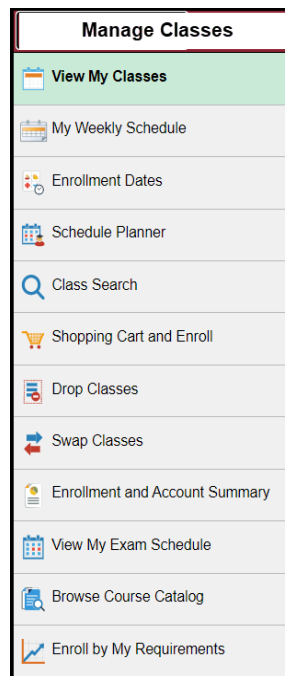 Manage Classes
View My Classes
My Weekly Schedule
Enrollment Dates
Schedule Planner
Class Search
Shopping Cart and Enroll
Drop Classes
Swap Classes
Enrollment and Account Summary
View My Exam Schedule
Browse Course Catalog
Enroll by My Requirements